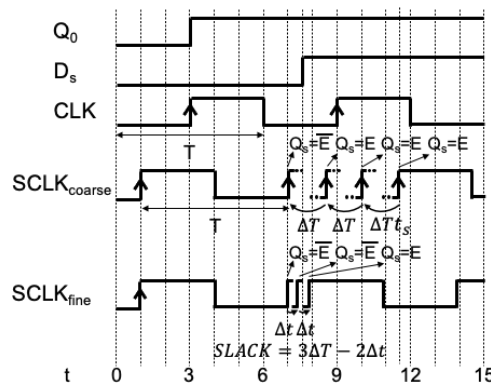 Q₀
Dₛ
CLK
T
Qₛ=E̅ Qₛ=E Qₛ=E Qₛ=E
SCLKcoarse
T ΔT ΔT ΔT tₛ
Qₛ=E̅ Qₛ=E̅ Qₛ=E
SCLKfine
Δt Δt
SLACK = 3ΔT − 2Δt
t 0 3 6 7 9 12 15